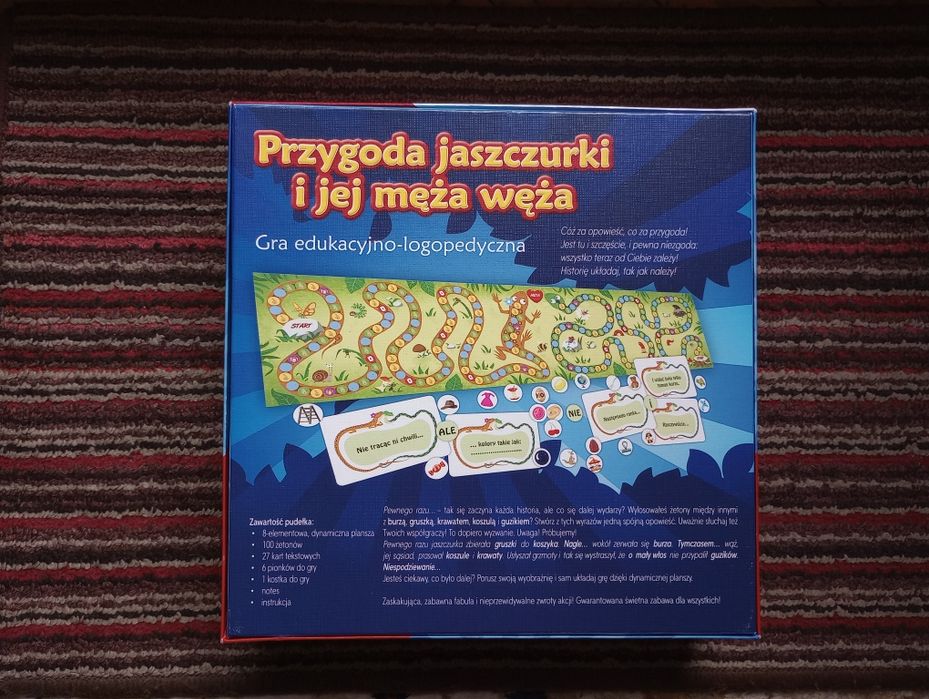 Przygoda jaszczurki
i jej męża węża
Gra edukacyjno-logopedyczna
Cóż za opowieść, co za przygoda!
Jest tu i szczęście, i pewna niezgoda:
wszystko teraz od Ciebie zależy!
Historię układaj, tak jak należy!
START
META
Nie tracąc ni chwili...
ALE
... kolory takie jak:
NIE
Następnego ranka...
I wtedy
Rzeczywiście...
Zawartość pudełka:
• 8-elementowa, dynamiczna plansza
• 100 żetonów
• 27 kart tekstowych
• 6 pionków do gry
• 1 kostka do gry
• notes
• instrukcja
Pewnego razu... – tak się zaczyna każda historia, ale co się dalej wydarzy? Wylosowałeś żetony między innymi
z burzą, gruszką, krawatem, koszulą i guzikiem? Stwórz z tych wyrazów jedną spójną opowieść. Uważnie słuchaj też
Twoich współgraczy! To dopiero wyzwanie. Uwaga! Próbujemy!
Pewnego razu jaszczurka zbierała gruszki do koszyka. Nagle... wokół zerwała się burza. Tymczasem... wąż,
jej sąsiad, prasował koszule i krawaty. Usłyszał grzmoty i tak się wystraszył, że o mały włos nie przypalił guzików.
Niespodziewanie...
Jesteś ciekawy, co było dalej? Porusz swoją wyobraźnię i sam układaj grę dzięki dynamicznej planszy.
Zaskakująca, zabawna fabuła i nieprzewidywalne zwroty akcji! Gwarantowana świetna zabawa dla wszystkich!